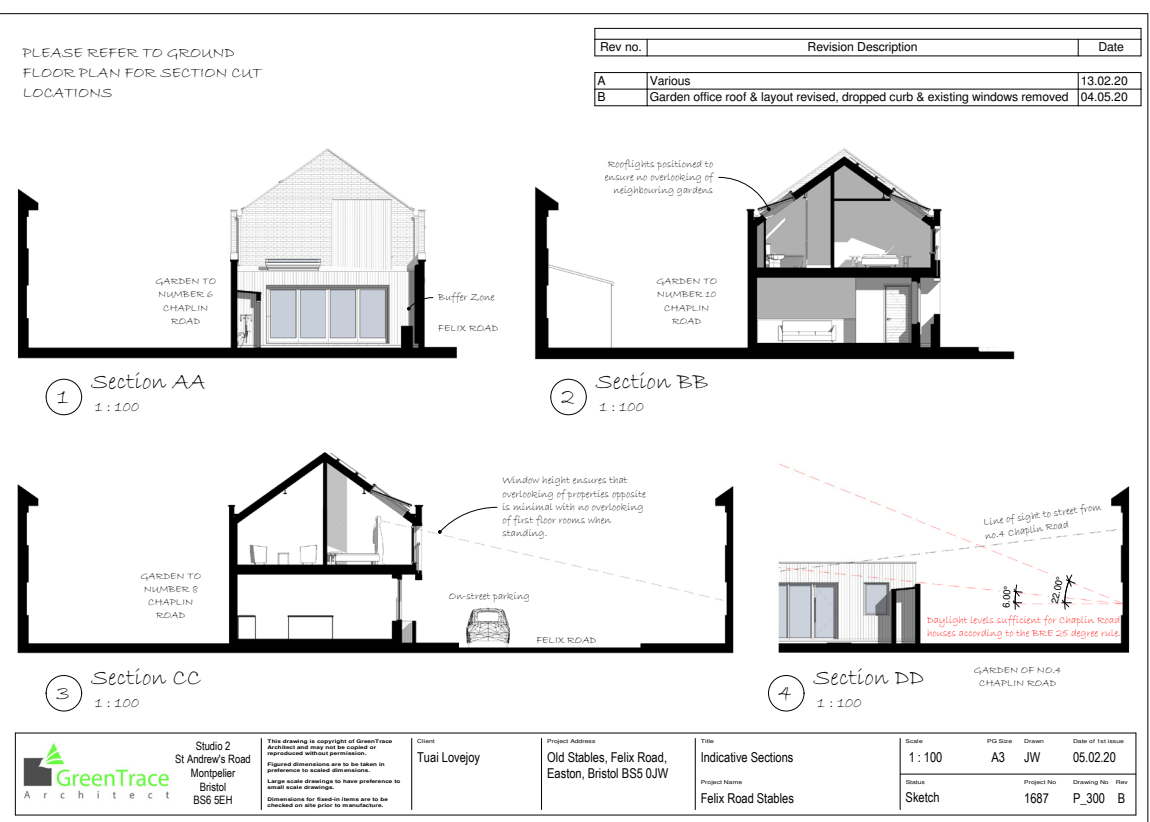 PLEASE REFER TO GROUND
FLOOR PLAN FOR SECTION CUT
LOCATIONS
Rev no. Revision Description Date
A Various 13.02.20
B Garden office roof & layout revised, dropped curb & existing windows removed 04.05.20
GARDEN TO
NUMBER 6
CHAPLIN
ROAD
Buffer Zone
FELIX ROAD
1 Section AA
1 : 100
Rooflights positioned to
ensure no overlooking of
neighbouring gardens
GARDEN TO
NUMBER 10
CHAPLIN
ROAD
2 Section BB
1 : 100
GARDEN TO
NUMBER 8
CHAPLIN
ROAD
Window height ensures that
overlooking of properties opposite
is minimal with no overlooking
of first floor rooms when
standing.
On-street parking
FELIX ROAD
3 Section CC
1 : 100
Line of sight to street from
no.4 Chaplin Road
6.00°
22.00°
Daylight levels sufficient for Chaplin Road
houses according to the BRE 25 degree rule.
GARDEN OF NO.4
CHAPLIN ROAD
4 Section DD
1 : 100
GreenTrace
Architect
Studio 2
St Andrew's Road
Montpelier
Bristol
BS6 5EH
This drawing is copyright of GreenTrace
Architect and may not be copied or
reproduced without permission.
Figured dimensions are to be taken in
preference to scaled dimensions.
Large scale drawings to have preference to
small scale drawings.
Dimensions for fixed-in items are to be
checked on site prior to manufacture.
Client
Tuai Lovejoy
Project Address
Old Stables, Felix Road,
Easton, Bristol BS5 0JW
Title
Indicative Sections
Project Name
Felix Road Stables
Scale PG Size Drawn Date of 1st issue
1 : 100 A3 JW 05.02.20
Status Project No Drawing No Rev
Sketch 1687 P_300 B